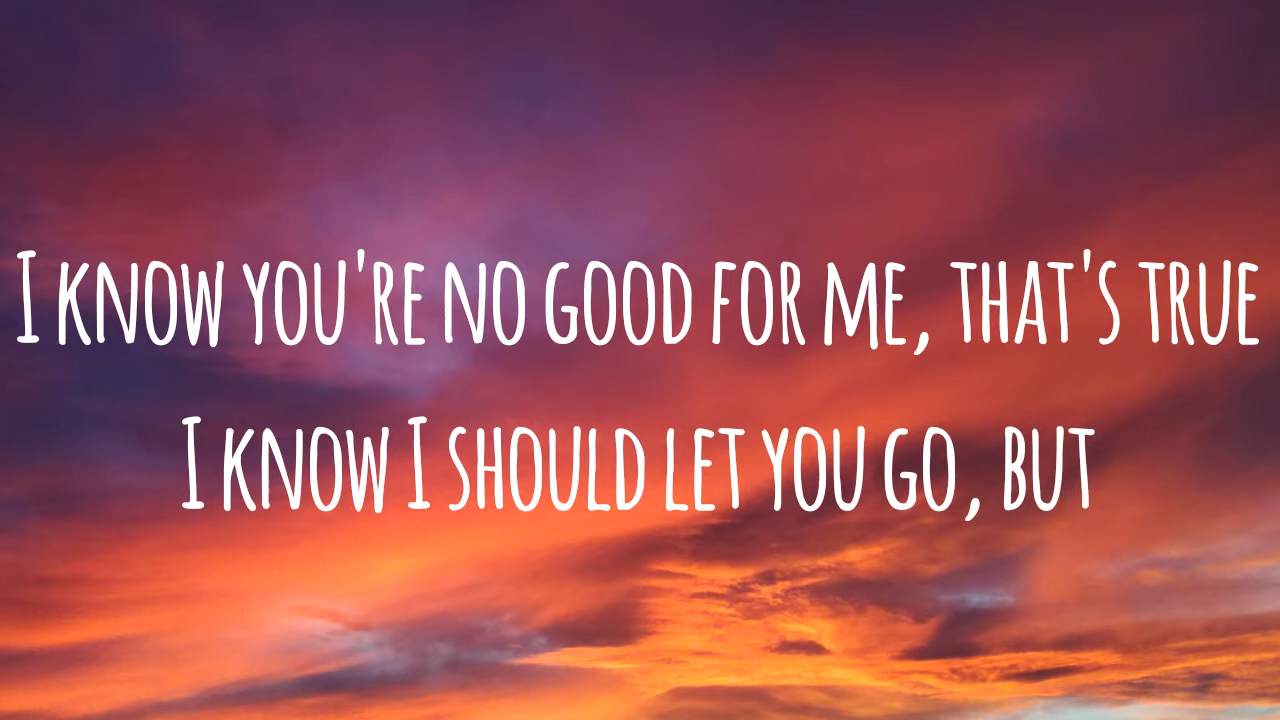 I KNOW YOU'RE NO GOOD FOR ME, THAT'S TRUE
I KNOW I SHOULD LET YOU GO, BUT